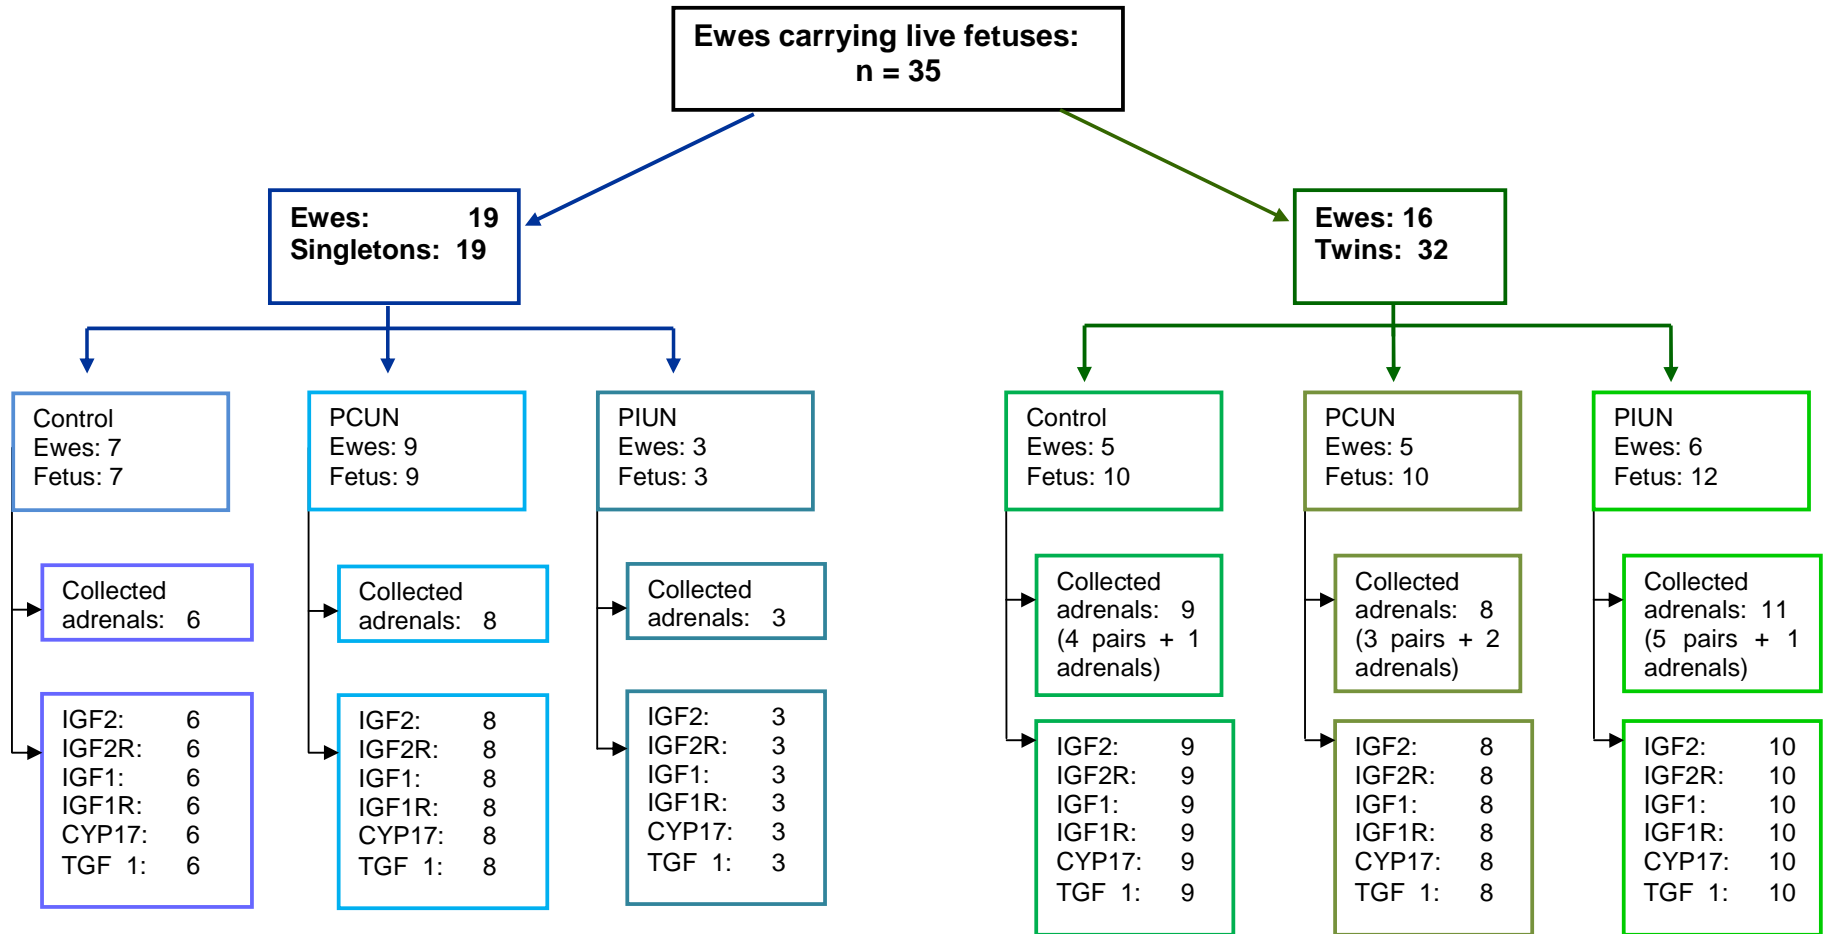 Ewes carrying live fetuses:
n = 35
Ewes: 19
Singletons: 19
Ewes: 16
Twins: 32
Control
Ewes: 7
Fetus: 7
PCUN
Ewes: 9
Fetus: 9
PIUN
Ewes: 3
Fetus: 3
Control
Ewes: 5
Fetus: 10
PCUN
Ewes: 5
Fetus: 10
PIUN
Ewes: 6
Fetus: 12
Collected
adrenals: 6
Collected
adrenals: 8
Collected
adrenals: 3
Collected
adrenals: 9
(4 pairs + 1
adrenals)
Collected
adrenals: 8
(3 pairs + 2
adrenals)
Collected
adrenals: 11
(5 pairs + 1
adrenals)
IGF2: 6
IGF2R: 6
IGF1: 6
IGF1R: 6
CYP17: 6
TGF 1: 6
IGF2: 8
IGF2R: 8
IGF1: 8
IGF1R: 8
CYP17: 8
TGF 1: 8
IGF2: 3
IGF2R: 3
IGF1: 3
IGF1R: 3
CYP17: 3
TGF 1: 3
IGF2: 9
IGF2R: 9
IGF1: 9
IGF1R: 9
CYP17: 9
TGF 1: 9
IGF2: 8
IGF2R: 8
IGF1: 8
IGF1R: 8
CYP17: 8
TGF 1: 8
IGF2: 10
IGF2R: 10
IGF1: 10
IGF1R: 10
CYP17: 10
TGF 1: 10